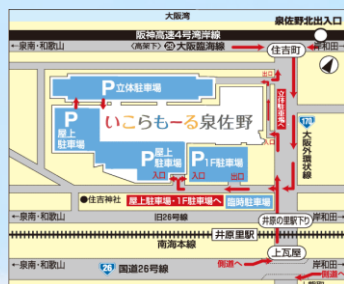 大阪湾
泉佐野北出入口
阪神高速4号湾岸線
←泉南・和歌山
〈高架下〉 29 大阪臨海線
住吉町
岸和田→
出口
P 立体駐車場
入口
立体駐車場へ
P
屋上
駐車場
いこらも〜る泉佐野
170
大阪外環状線
P 屋上
駐車場
P 1F駐車場
入口
入口
出口
●住吉神社
屋上駐車場・1F駐車場へ
臨時駐車場
←泉南・和歌山
旧26号線
井原の里駅下り
岸和田→
井原里駅
南海本線
上瓦屋
←泉南・和歌山
26 国道26号線
側道へ
岸和田→
側道へ